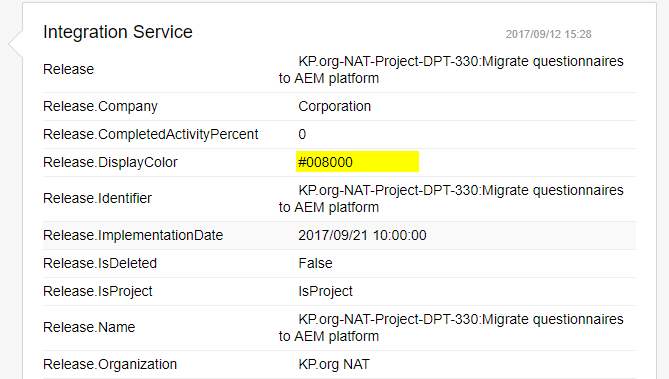 Integration Service 2017/09/12 15:28
Release KP.org-NAT-Project-DPT-330:Migrate questionnaires
to AEM platform
Release.Company Corporation
Release.CompletedActivityPercent 0
Release.DisplayColor #008000
Release.Identifier KP.org-NAT-Project-DPT-330:Migrate questionnaires
to AEM platform
Release.ImplementationDate 2017/09/21 10:00:00
Release.IsDeleted False
Release.IsProject IsProject
Release.Name KP.org-NAT-Project-DPT-330:Migrate questionnaires
to AEM platform
Release.Organization KP.org NAT